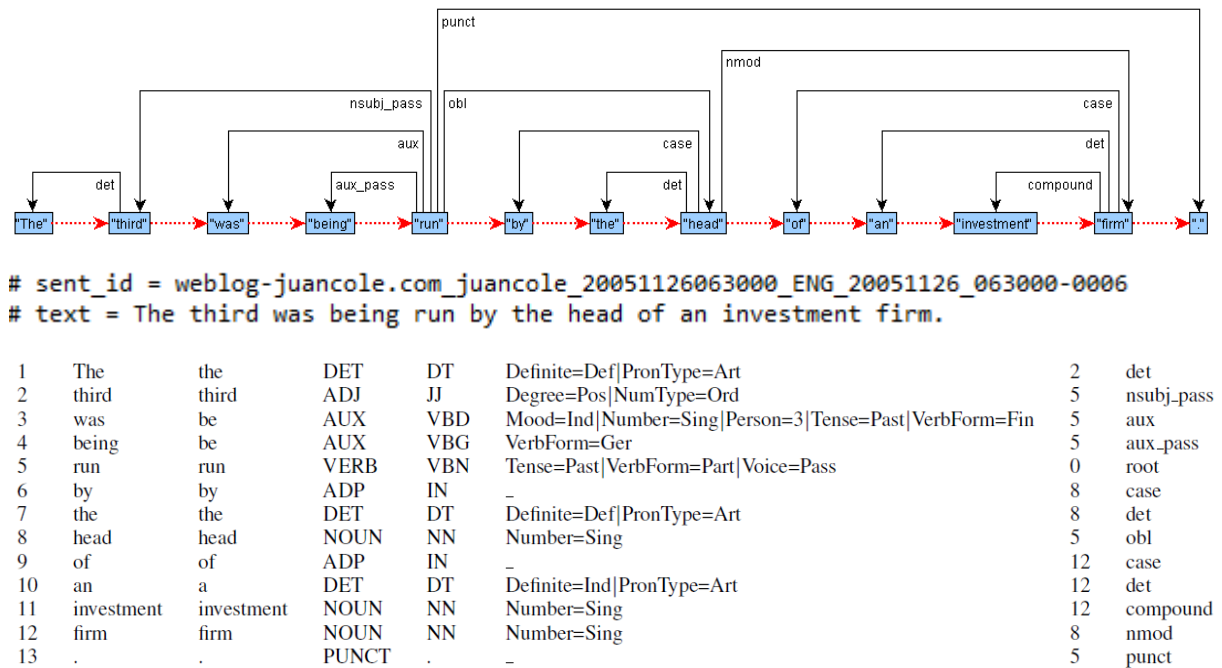 punct
nmod
nsubj_pass obl case
aux case det
det aux_pass det compound
"The" "third" "was" "being" "run" "by" "the" "head" "of" "an" "investment" "firm" "."
# sent_id = weblog-juancole.com_juancole_20051126063000_ENG_20051126_063000-0006
# text = The third was being run by the head of an investment firm.
1 The the DET DT Definite=Def|PronType=Art 2 det
2 third third ADJ JJ Degree=Pos|NumType=Ord 5 nsubj_pass
3 was be AUX VBD Mood=Ind|Number=Sing|Person=3|Tense=Past|VerbForm=Fin 5 aux
4 being be AUX VBG VerbForm=Ger 5 aux_pass
5 run run VERB VBN Tense=Past|VerbForm=Part|Voice=Pass 0 root
6 by by ADP IN _ 8 case
7 the the DET DT Definite=Def|PronType=Art 8 det
8 head head NOUN NN Number=Sing 5 obl
9 of of ADP IN _ 12 case
10 an a DET DT Definite=Ind|PronType=Art 12 det
11 investment investment NOUN NN Number=Sing 12 compound
12 firm firm NOUN NN Number=Sing 8 nmod
13 . . PUNCT . _ 5 punct